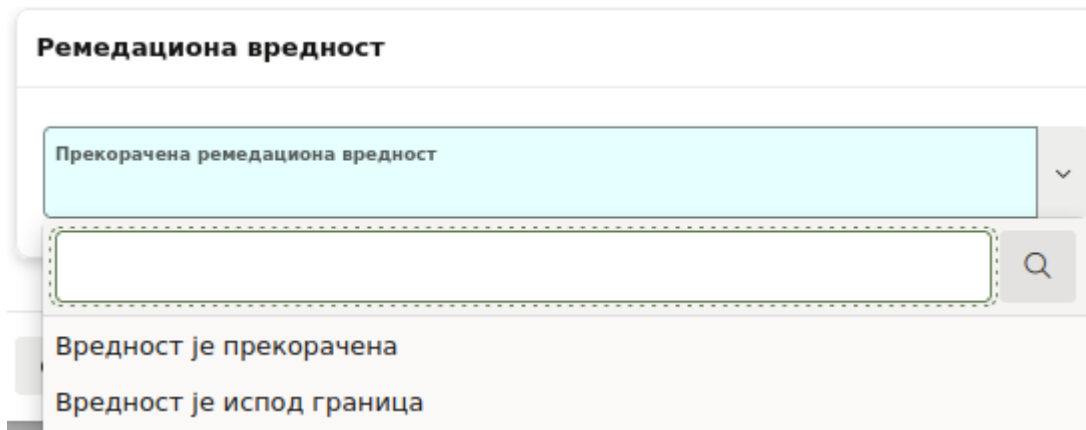 Ремедациона вредност
Прекорачена ремедациона вредност
Вредност је прекорачена
Вредност је испод граница